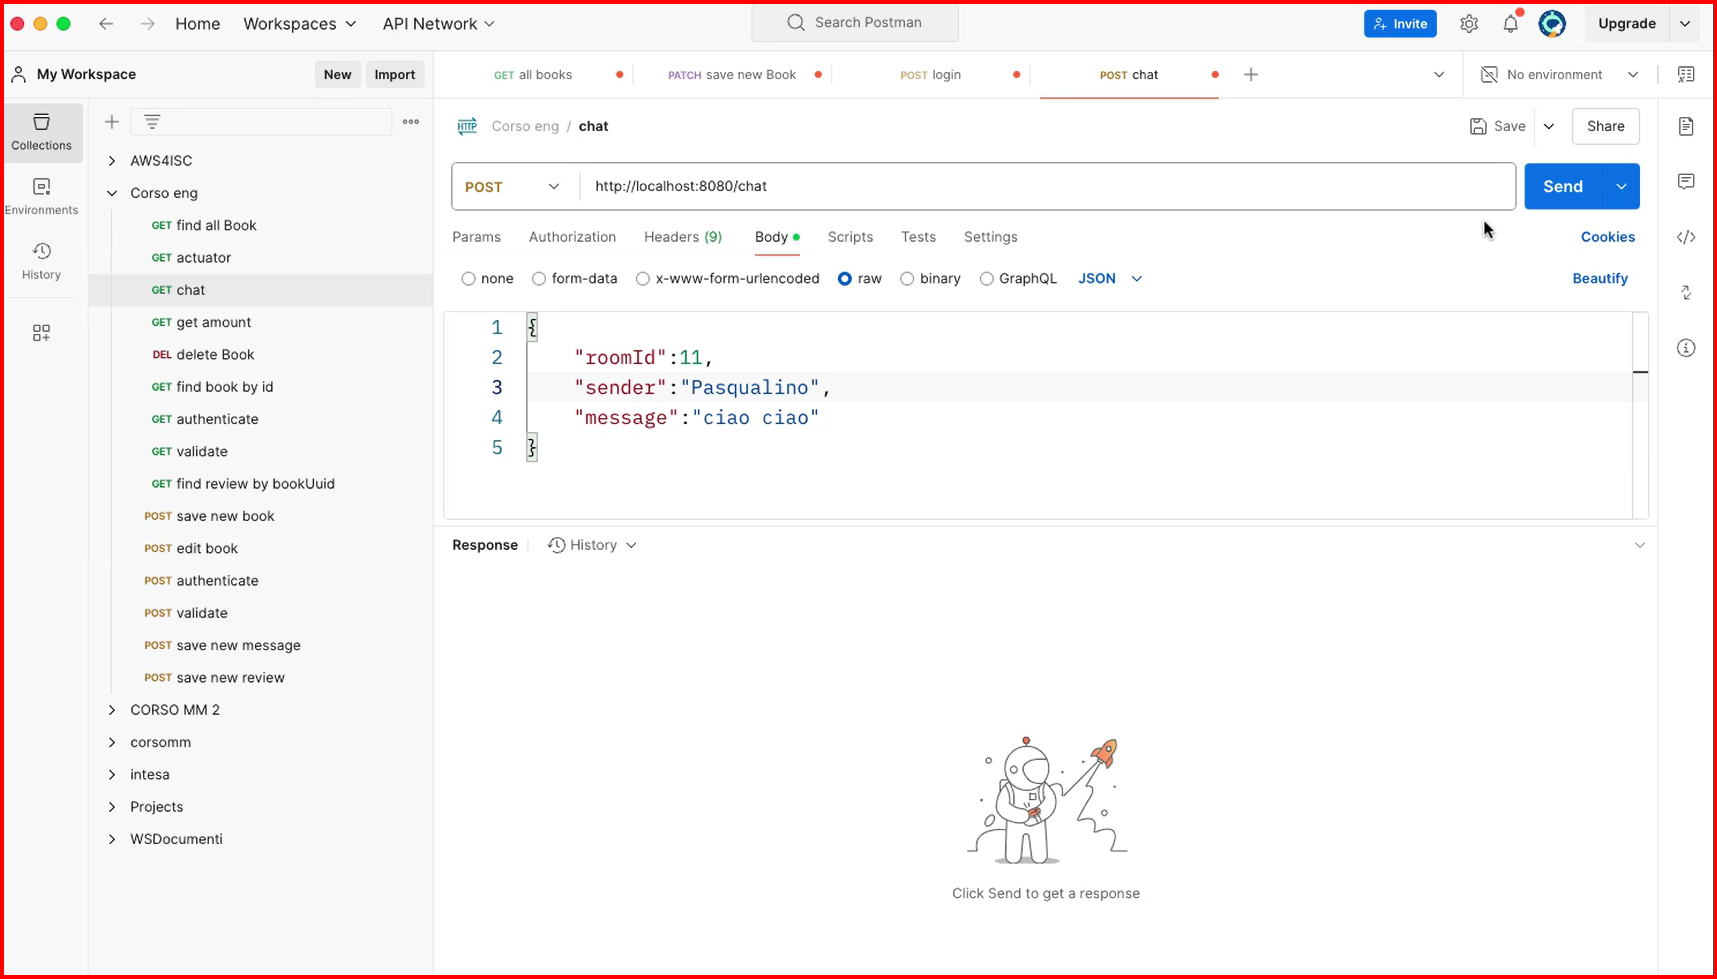 Home Workspaces API Network Search Postman Invite Upgrade
My Workspace New Import GET all books PATCH save new Book POST login POST chat No environment
Collections
Environments
History
AWS4ISC
Corso eng
GET find all Book
GET actuator
GET chat
GET get amount
DEL delete Book
GET find book by id
GET authenticate
GET validate
GET find review by bookUuid
POST save new book
POST edit book
POST authenticate
POST validate
POST save new message
POST save new review
CORSO MM 2
corsomm
intesa
Projects
WSDocumenti
HTTP Corso eng / chat Save Share
POST http://localhost:8080/chat Send
Params Authorization Headers (9) Body Scripts Tests Settings Cookies
none form-data x-www-form-urlencoded raw binary GraphQL JSON Beautify
1 {
2 "roomId":11,
3 "sender":"Pasqualino",
4 "message":"ciao ciao"
5 }
Response History
Click Send to get a response